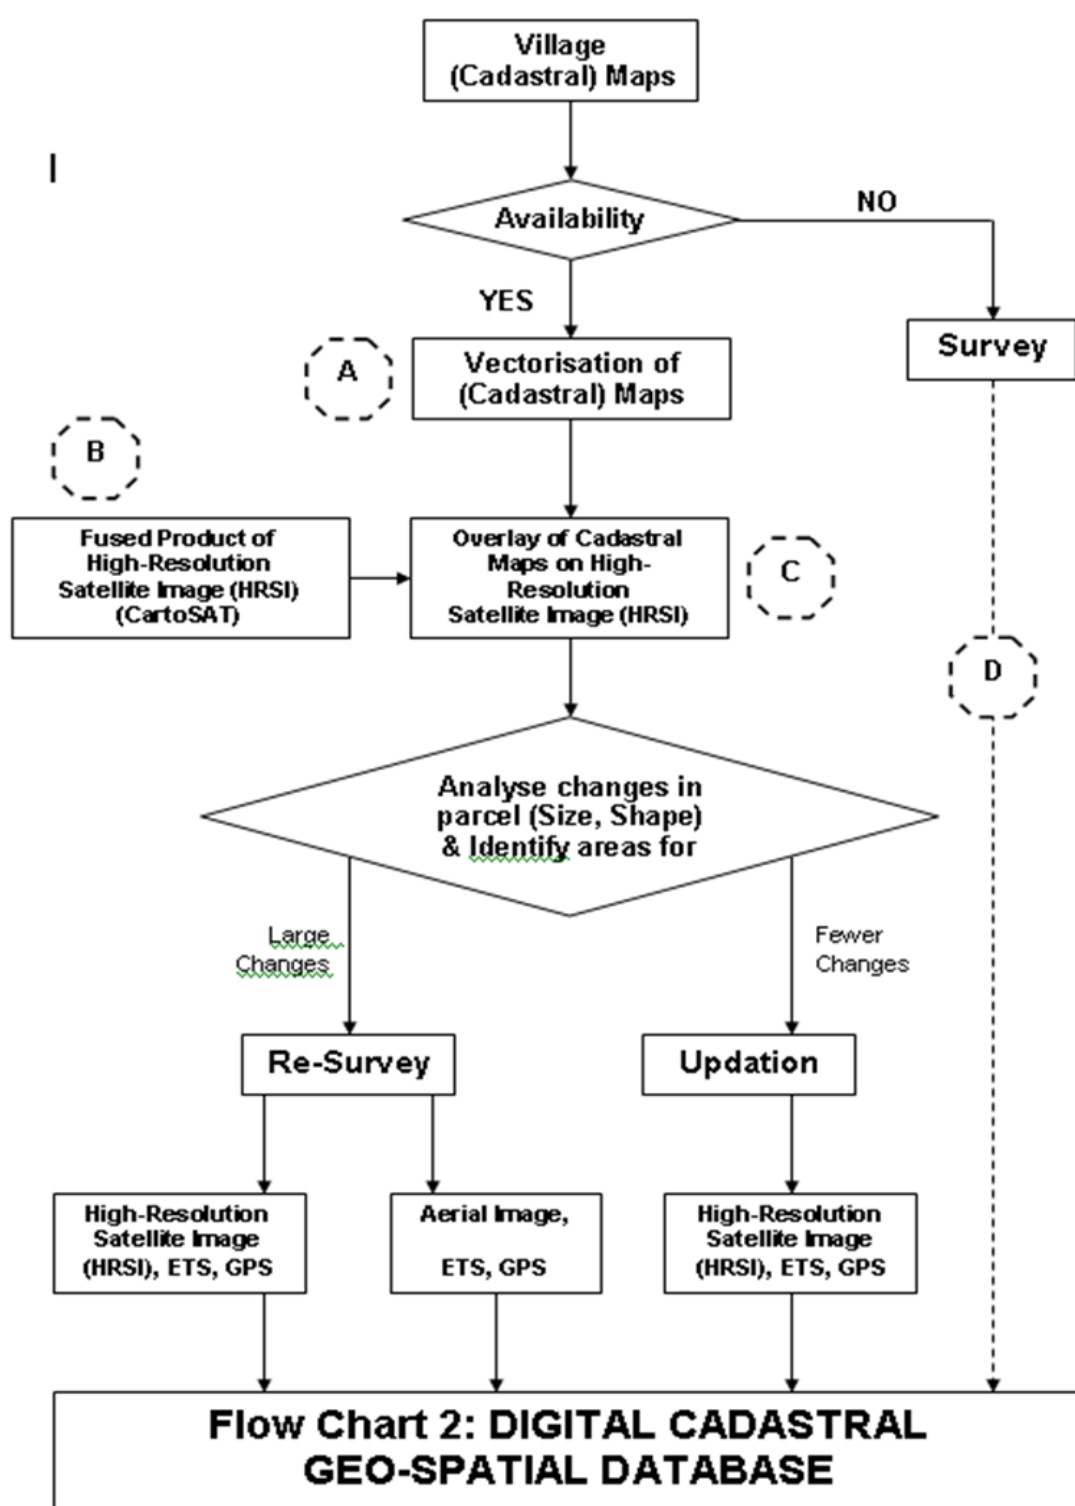 Village
(Cadastral) Maps
Availability
NO
YES
Survey
A
Vectorisation of
(Cadastral) Maps
B
Fused Product of
High-Resolution
Satellite Image (HRSI)
(CartoSAT)
Overlay of Cadastral
Maps on High-
Resolution
Satellite Image (HRSI)
C
D
Analyse changes in
parcel (Size, Shape)
& Identify areas for
Large
Changes
Fewer
Changes
Re-Survey
Updation
High-Resolution
Satellite Image
(HRSI), ETS, GPS
Aerial Image,
ETS, GPS
High-Resolution
Satellite Image
(HRSI), ETS, GPS
Flow Chart 2: DIGITAL CADASTRAL
GEO-SPATIAL DATABASE